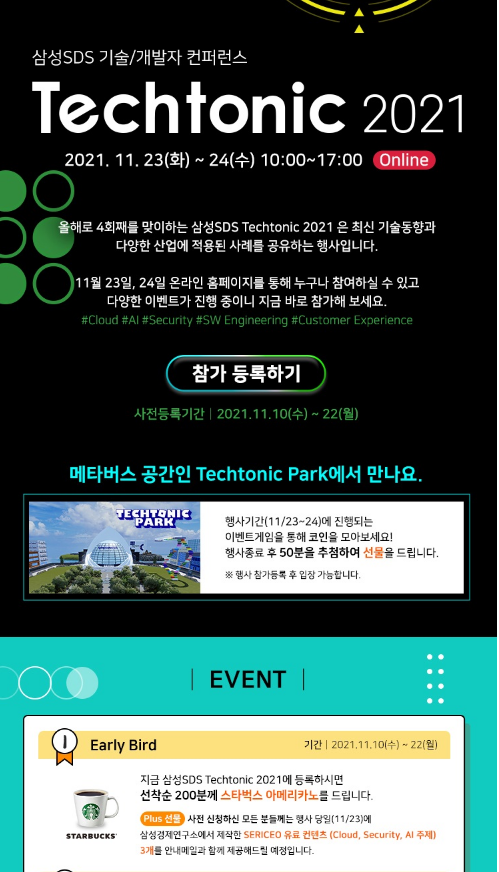 삼성SDS 기술/개발자 컨퍼런스
Techtonic 2021
2021. 11. 23(화) ~ 24(수) 10:00~17:00 Online
올해로 4회째를 맞이하는 삼성SDS Techtonic 2021 은 최신 기술동향과
다양한 산업에 적용된 사례를 공유하는 행사입니다.
11월 23일, 24일 온라인 홈페이지를 통해 누구나 참여하실 수 있고
다양한 이벤트가 진행 중이니 지금 바로 참가해 보세요.
#Cloud #AI #Security #SW Engineering #Customer Experience
참가 등록하기
사전등록기간 | 2021.11.10(수) ~ 22(월)
메타버스 공간인 Techtonic Park에서 만나요.
TECHTONIC
PARK
행사기간(11/23~24)에 진행되는
이벤트게임을 통해 코인을 모아보세요!
행사종료 후 50분을 추첨하여 선물을 드립니다.
※ 행사 참가등록 후 입장 가능합니다.
| EVENT |
1 Early Bird 기간 | 2021.11.10(수) ~ 22(월)
지금 삼성SDS Techtonic 2021에 등록하시면
선착순 200분께 스타벅스 아메리카노를 드립니다.
STARBUCKS
Plus 선물 사전 신청하신 모든 분들께는 행사 당일(11/23)에
삼성경제연구소에서 제작한 SERICEO 유료 컨텐츠 (Cloud, Security, AI 주제)
3개를 안내메일과 함께 제공해드릴 예정입니다.